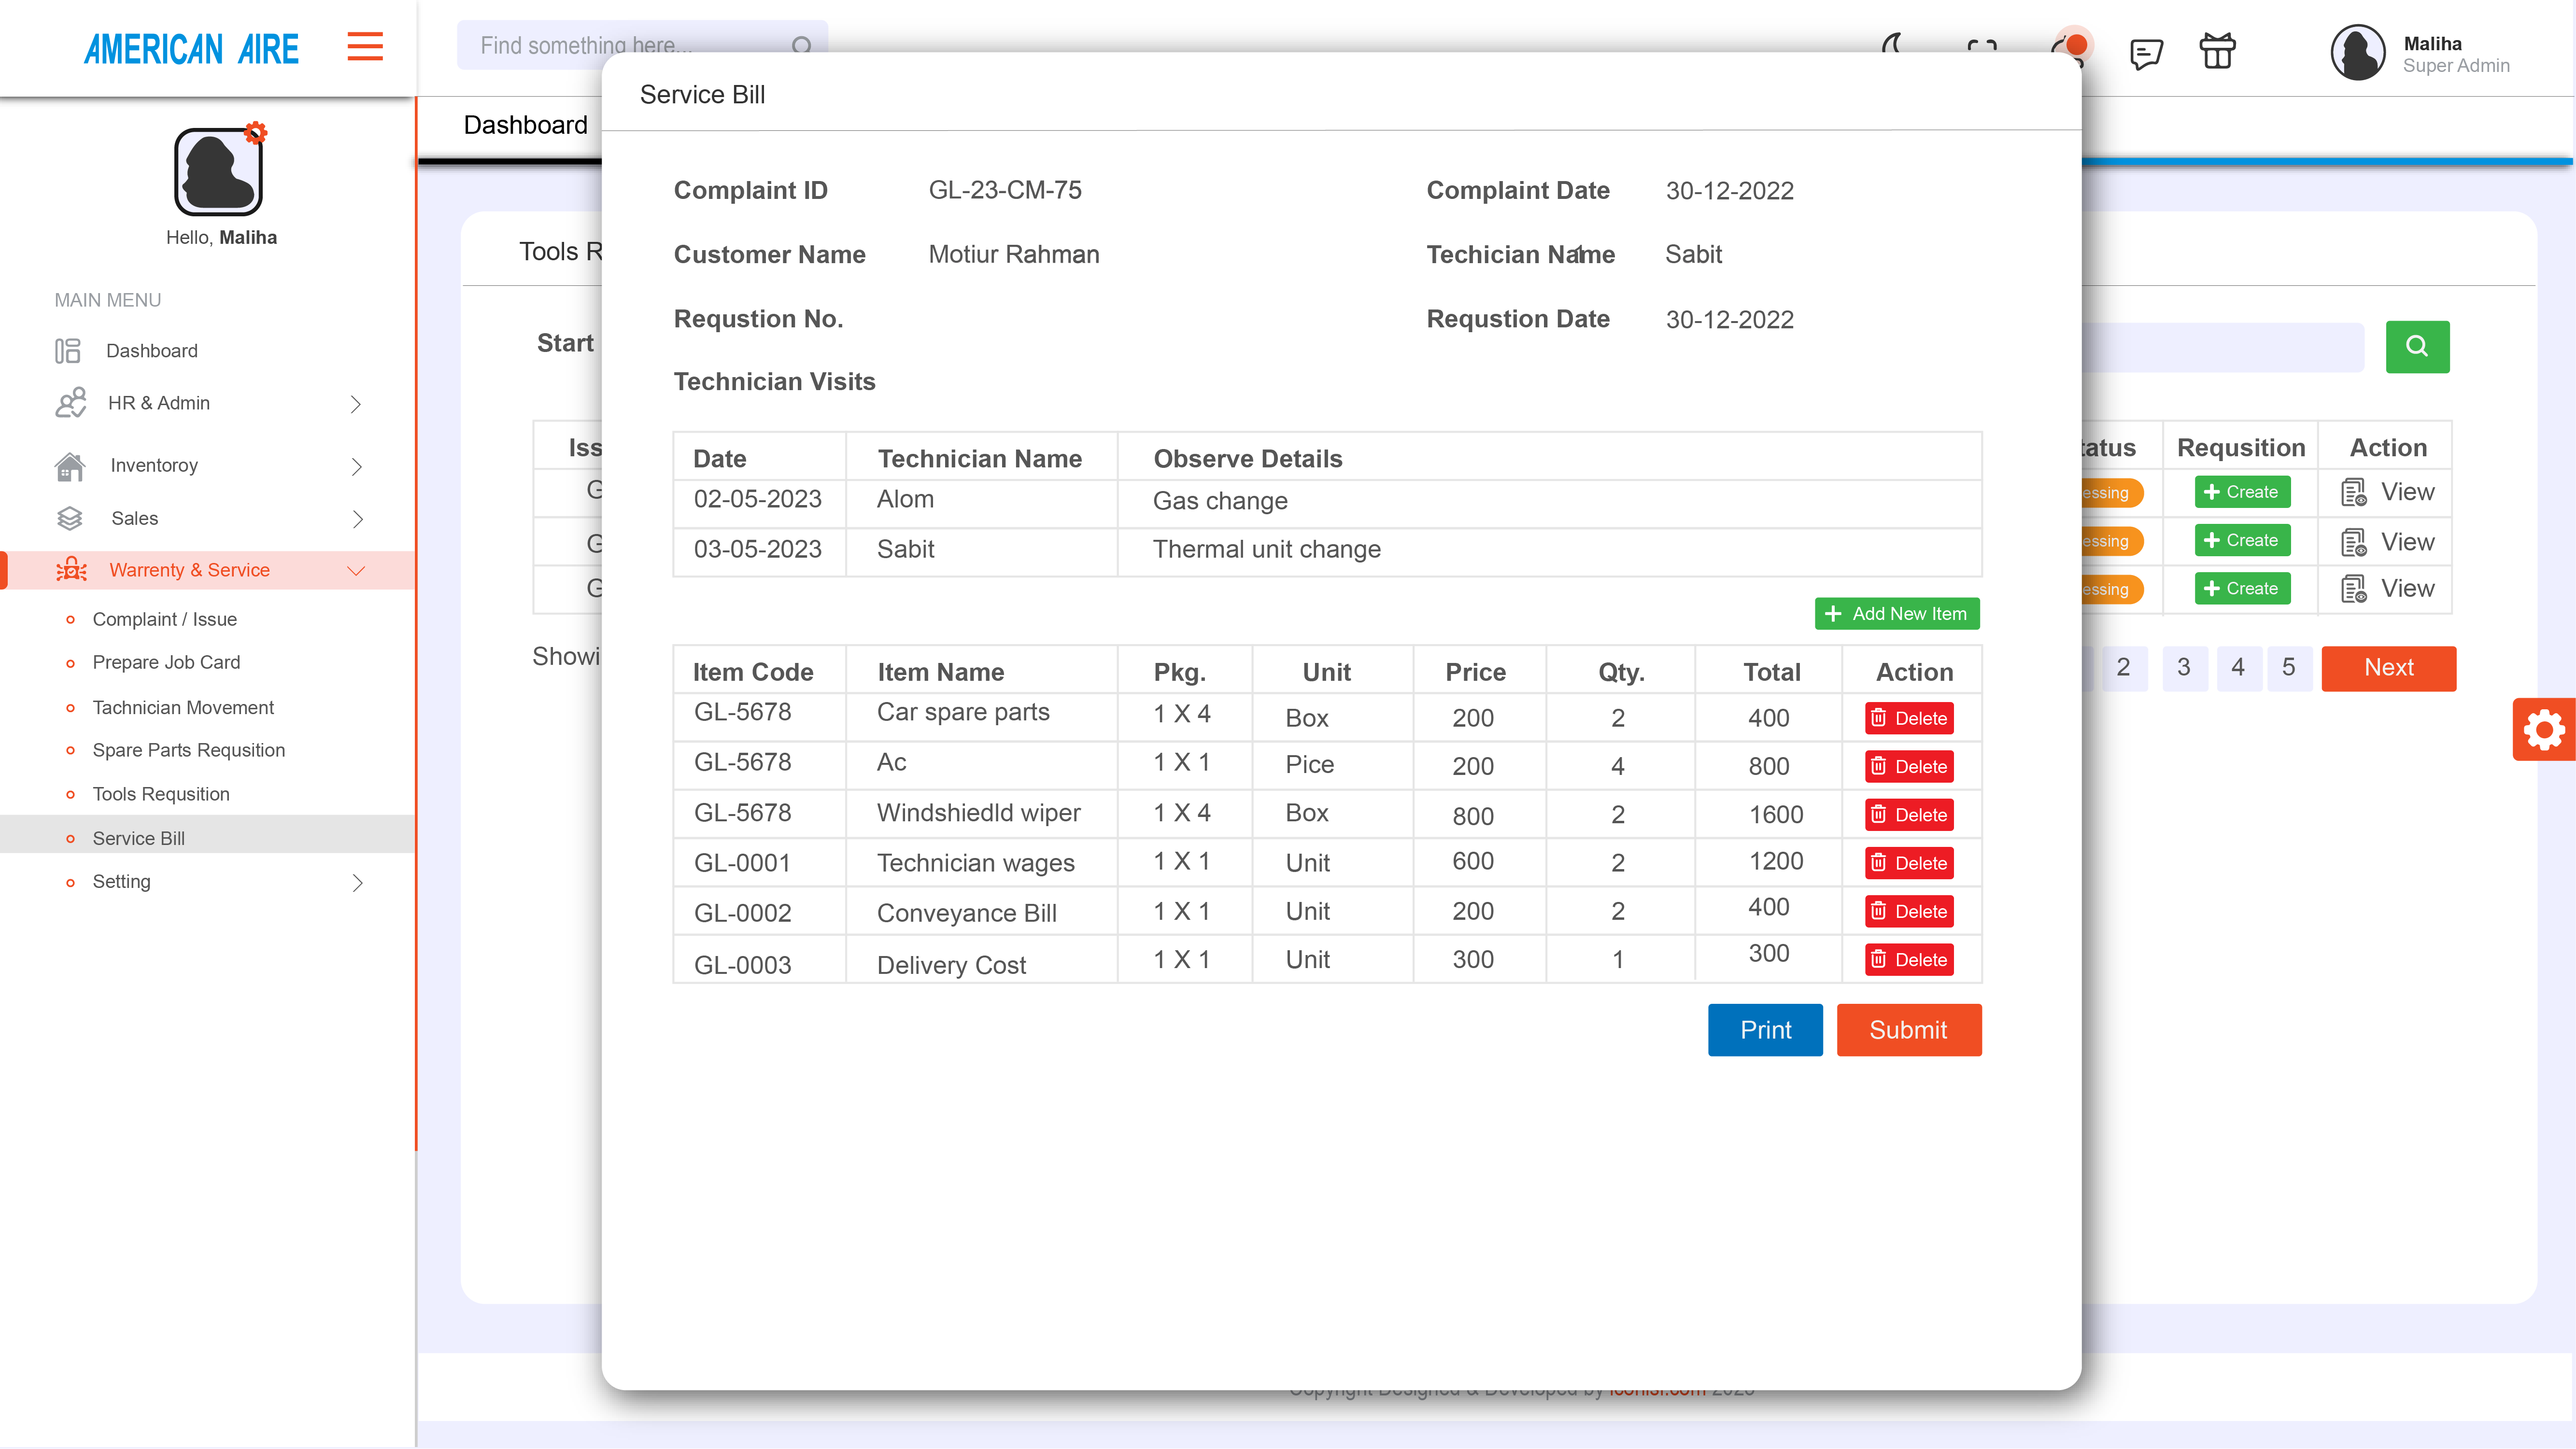 AMERICAN AIRE
Find something here...
Maliha
Super Admin
Hello, Maliha
MAIN MENU
Dashboard
HR & Admin
Inventoroy
Sales
Warrenty & Service
Complaint / Issue
Prepare Job Card
Tachnician Movement
Spare Parts Requsition
Tools Requsition
Service Bill
Setting
Dashboard
Tools R
Start
Iss
G
G
G
Showi
Service Bill
Complaint ID GL-23-CM-75 Complaint Date 30-12-2022
Customer Name Motiur Rahman Techician Name Sabit
Requstion No. Requstion Date 30-12-2022
Technician Visits
Date Technician Name Observe Details
02-05-2023 Alom Gas change
03-05-2023 Sabit Thermal unit change
+ Add New Item
Item Code Item Name Pkg. Unit Price Qty. Total Action
GL-5678 Car spare parts 1 X 4 Box 200 2 400 Delete
GL-5678 Ac 1 X 1 Pice 200 4 800 Delete
GL-5678 Windshiedld wiper 1 X 4 Box 800 2 1600 Delete
GL-0001 Technician wages 1 X 1 Unit 600 2 1200 Delete
GL-0002 Conveyance Bill 1 X 1 Unit 200 2 400 Delete
GL-0003 Delivery Cost 1 X 1 Unit 300 1 300 Delete
Print Submit
tatus Requsition Action
essing + Create View
essing + Create View
essing + Create View
2 3 4 5 Next
Copyright Designed & Developed by 2023